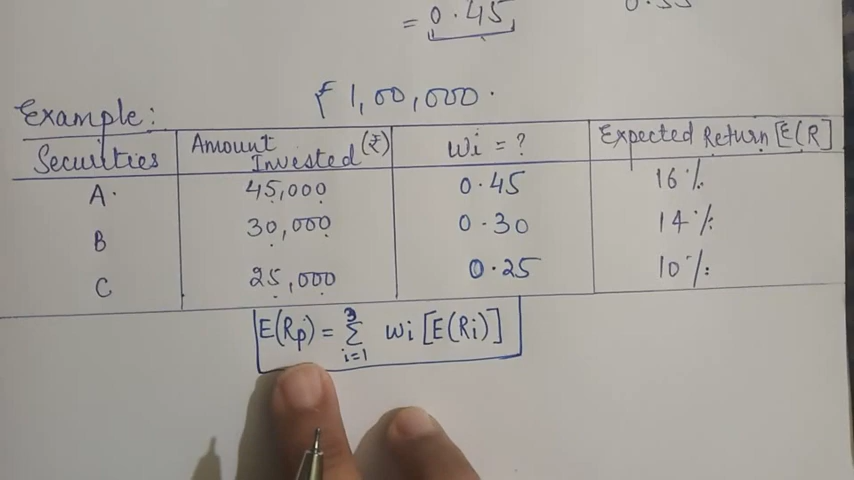 = 0.45
₹ 1,00,000.
Example:
Securities | Amount Invested (₹) | Wi = ? | Expected Return [E(R]
A. | 45,000 | 0.45 | 16%
B | 30,000 | 0.30 | 14%
C | 25,000 | 0.25 | 10%
E(Rp) = 3∑i=1 Wi [E(Ri)]